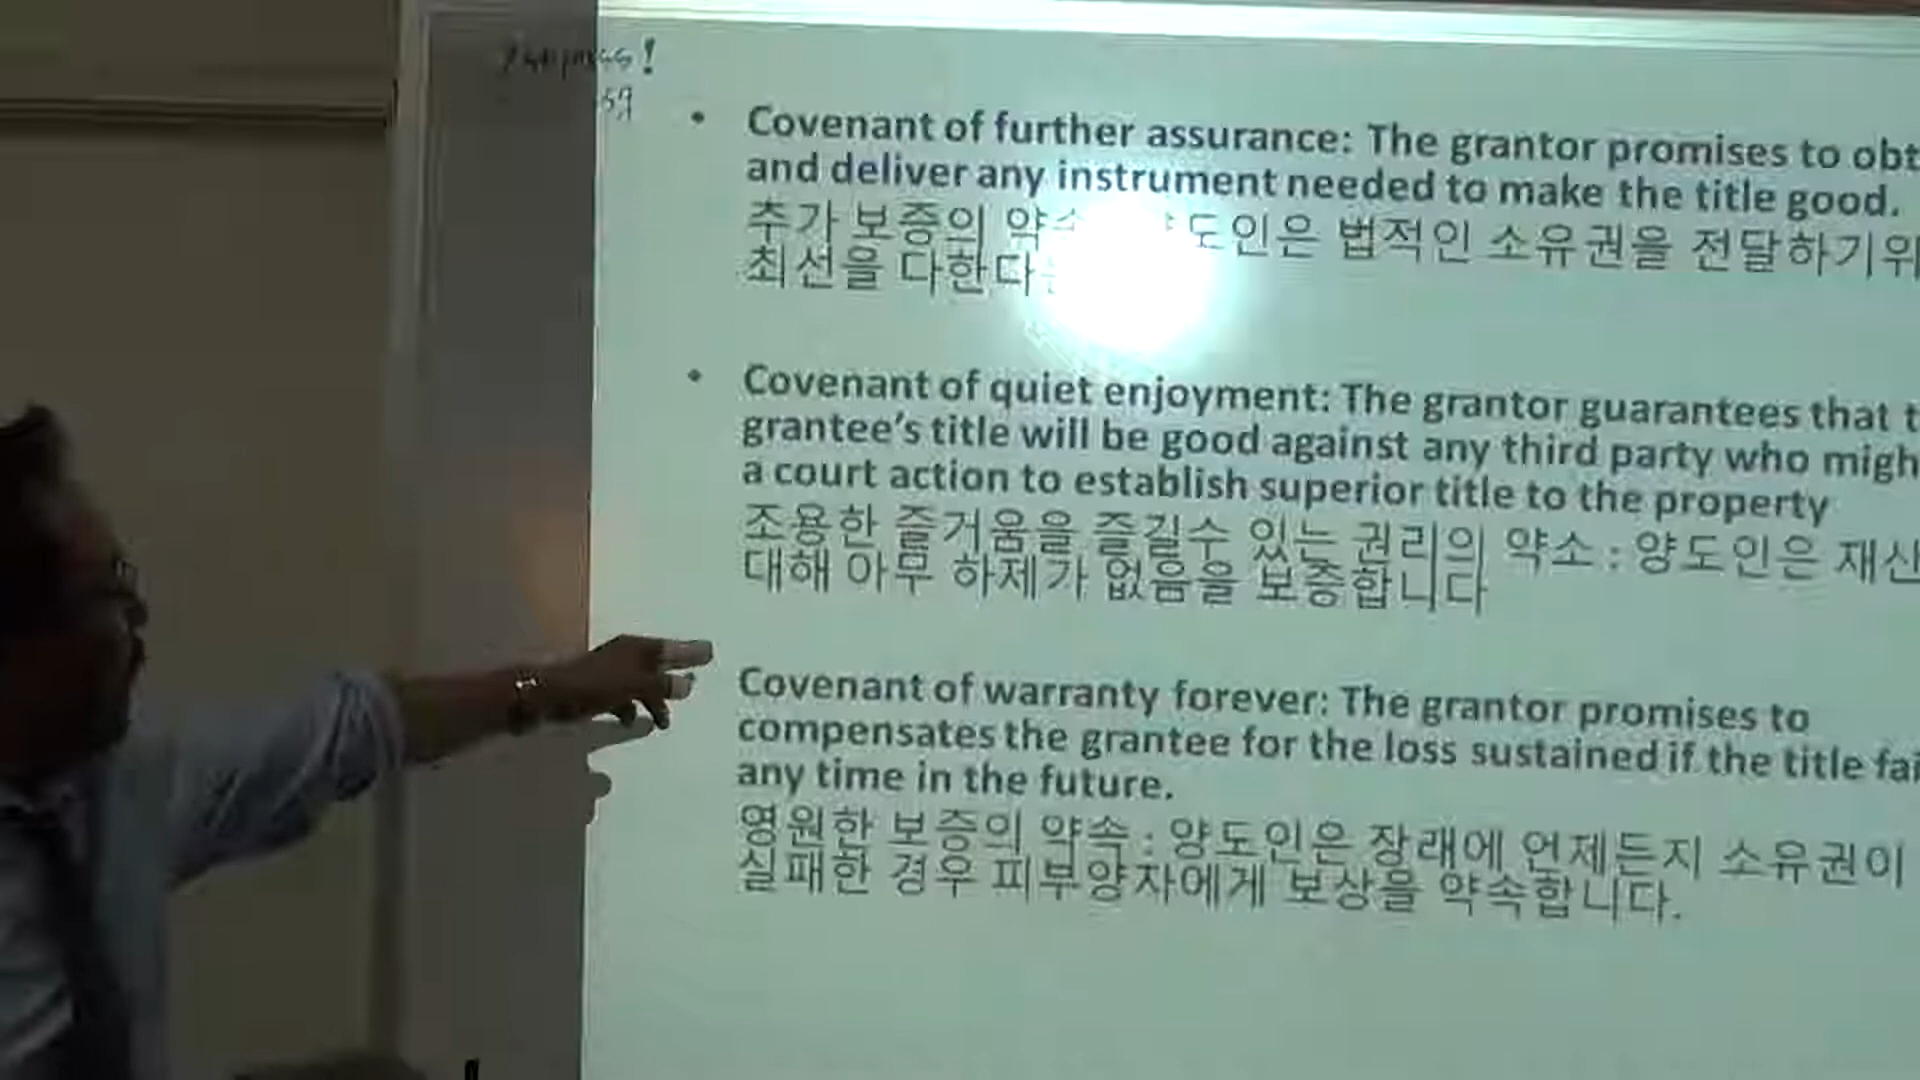 • Covenant of further assurance: The grantor promises to obt
and deliver any instrument needed to make the title good.
추가 보증의 도인은 법적인 소유권을 전달하기위
최선을 다한다
• Covenant of quiet enjoyment: The grantor guarantees that t
grantee's title will be good against any third party who migh
a court action to establish superior title to the property
조용한 즐거움을 즐길수 있는 권리의 약소 : 양도인은 재산
대해 아무 하제가 없음을 보증합니다
Covenant of warranty forever: The grantor promises to
compensates the grantee for the loss sustained if the title fai
any time in the future.
영원한 보증의 약속 : 양도인은 장래에 언제든지 소유권이
실패한 경우 피부양자에게 보상을 약속합니다.